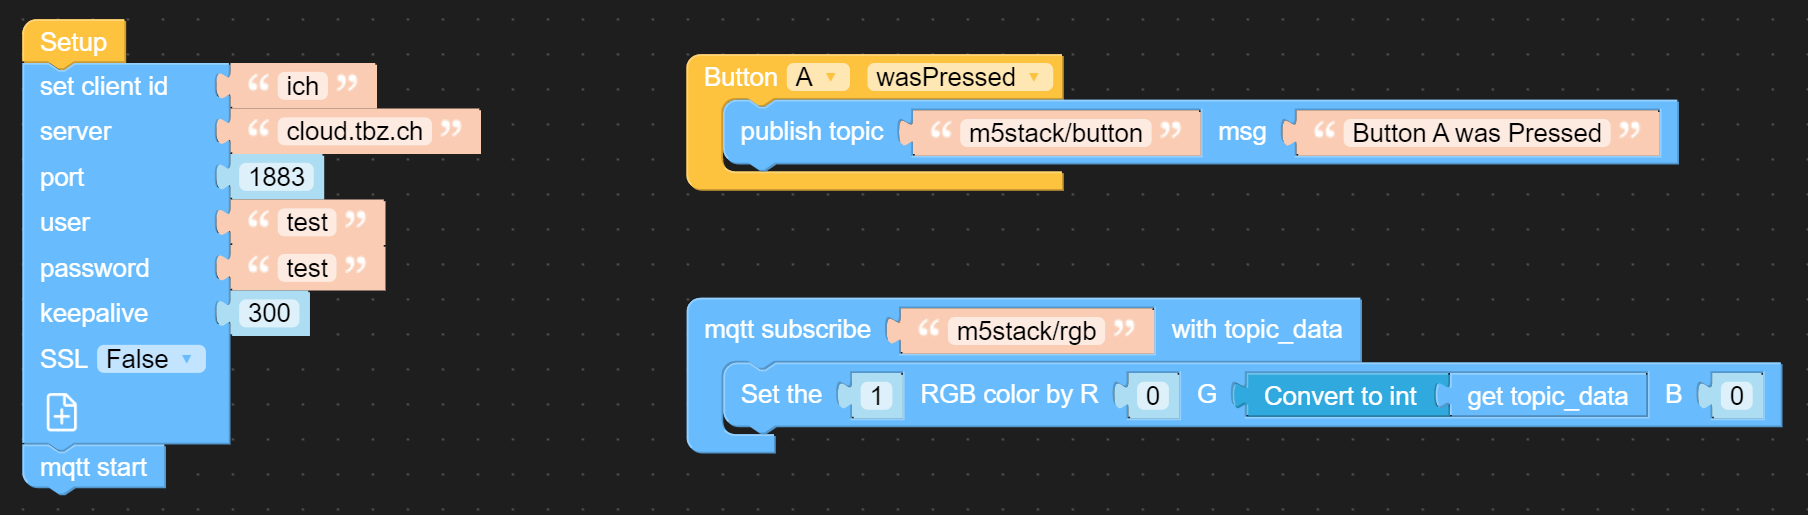 Setup
set client id “ ich ”
server “ cloud.tbz.ch ”
port 1883
user “ test ”
password “ test ”
keepalive 300
SSL False
mqtt start
Button A wasPressed
publish topic “ m5stack/button ” msg “ Button A was Pressed ”
mqtt subscribe “ m5stack/rgb ” with topic_data
Set the 1 RGB color by R 0 G Convert to int get topic_data B 0